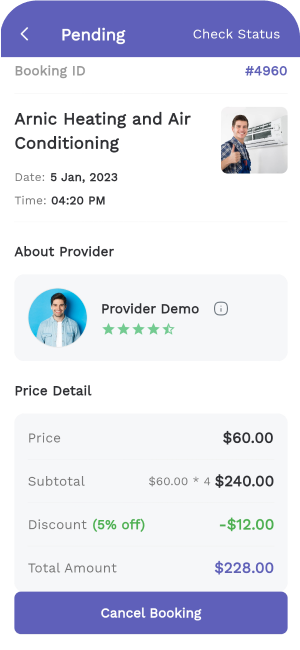 Pending Check Status
Booking ID #4960
Arnic Heating and Air
Conditioning
Date: 5 Jan, 2023
Time: 04:20 PM
About Provider
Provider Demo
Price Detail
Price $60.00
Subtotal $60.00 * 4 $240.00
Discount (5% off) -$12.00
Total Amount $228.00
Cancel Booking